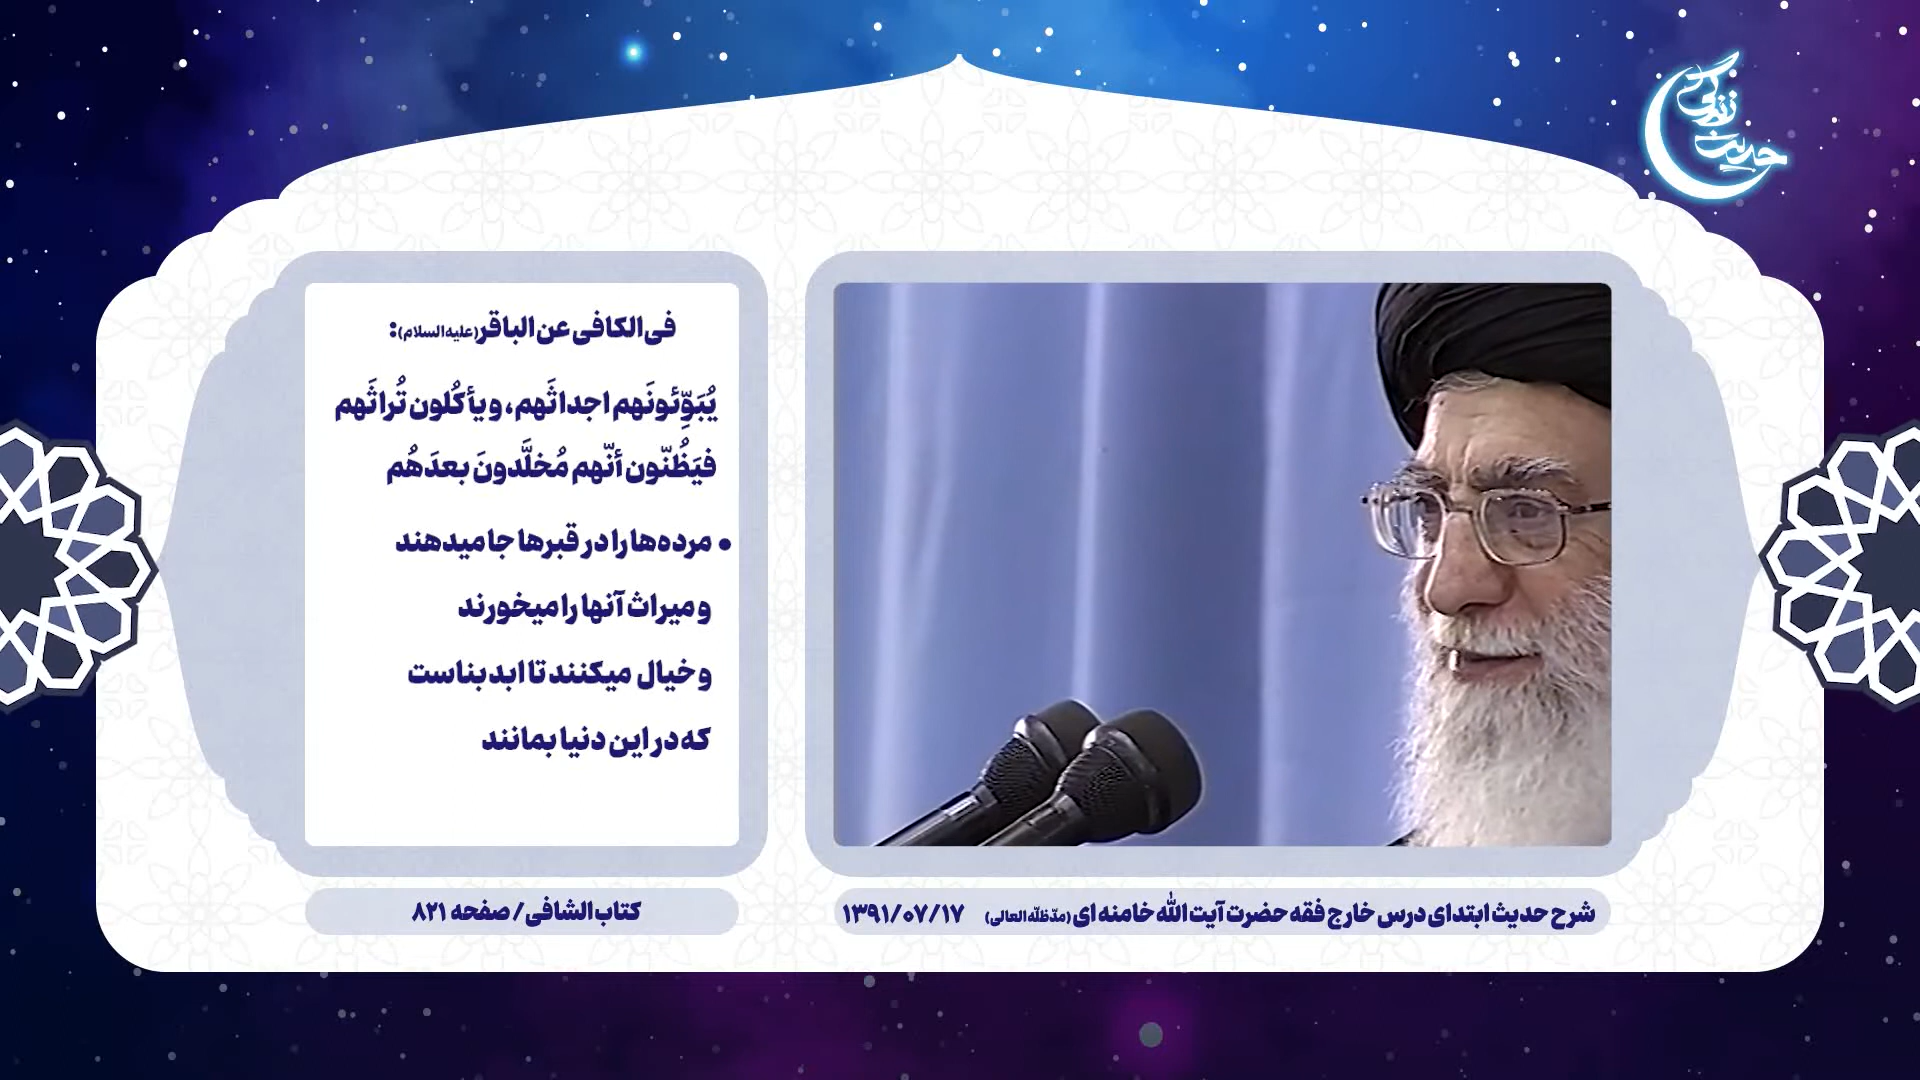 حدیث زندگی
فی الکافی عن الباقر(علیه السلام):
یُبَوِّئونَهم اجداثَهم، و یأکُلون تُراثَهم
فیَظُنّون أنّهم مُخلَّدونَ بعدَهُم
• مرده‌ها را در قبرها جا میدهند
و میراث آنها را میخورند
و خیال میکنند تا ابد بناست
که در این دنیا بمانند
شرح حدیث ابتدای درس خارج فقه حضرت آیت الله خامنه ای (مدّظلّه العالی) ۱۳۹۱/۰۷/۱۷
کتاب الشافی / صفحه ۸۲۱